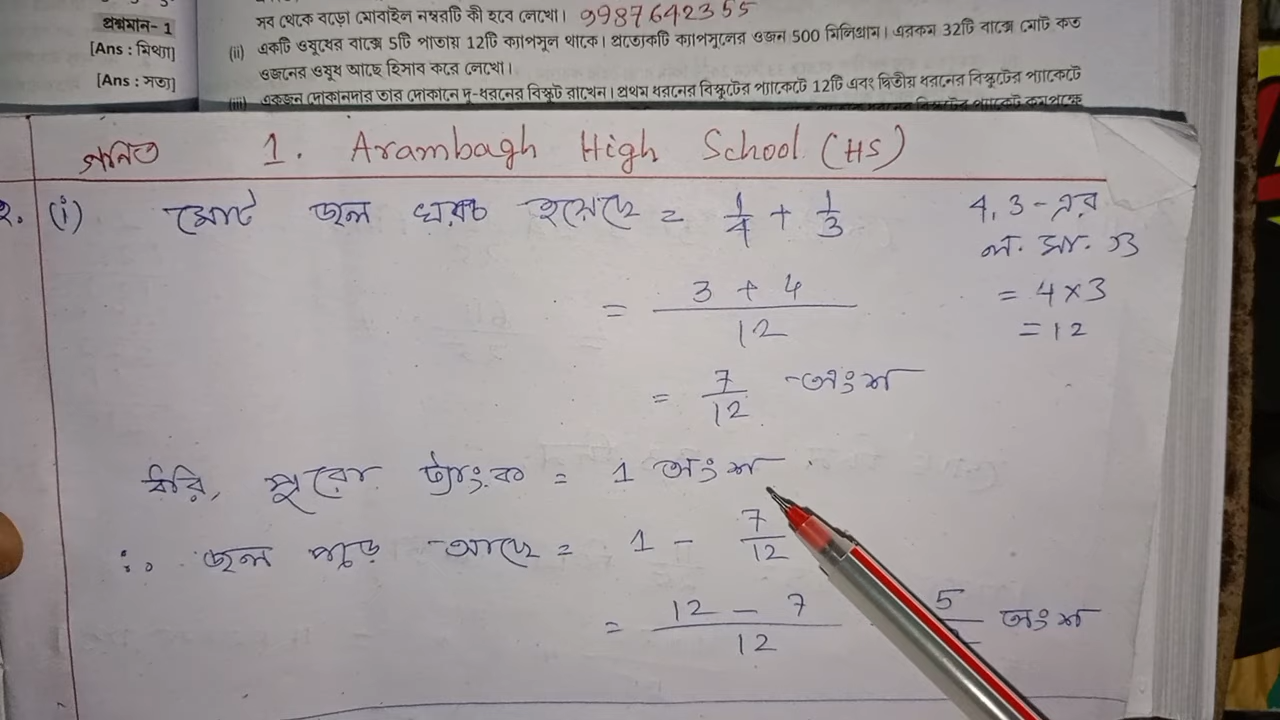 প্রশ্নমান- 1
[Ans : মিথ্যা]
[Ans : সত্য]
সব থেকে বড়ো মোবাইল নম্বরটি কী হবে লেখো। 9987642355
(ii) একটি ওষুধের বাক্সে 5টি পাতায় 12টি ক্যাপসুল থাকে। প্রত্যেকটি ক্যাপসুলের ওজন 500 মিলিগ্রাম। এরকম 32টি বাক্সে মোট কত
ওজনের ওষুধ আছে হিসাব করে লেখো।
(iii) একজন দোকানদার তার দোকানে দু-ধরনের বিস্কুট রাখেন। প্রথম ধরনের বিস্কুটের প্যাকেটে 12টি এবং দ্বিতীয় ধরনের বিস্কুটের প্যাকেটে
গনিত 1. Arambagh High School (HS)
২. (i) মোট জল খরচ হয়েছে = 1/4 + 1/3
4, 3 - এর
ল. সা. গু
= 4 × 3
= 12
= 3 + 4 / 12
= 7/12 অংশ
ধরি, পুরো ট্যাংক = 1 অংশ
∴ জল পড়ে আছে = 1 - 7/12
= 12 - 7 / 12
5 অংশ